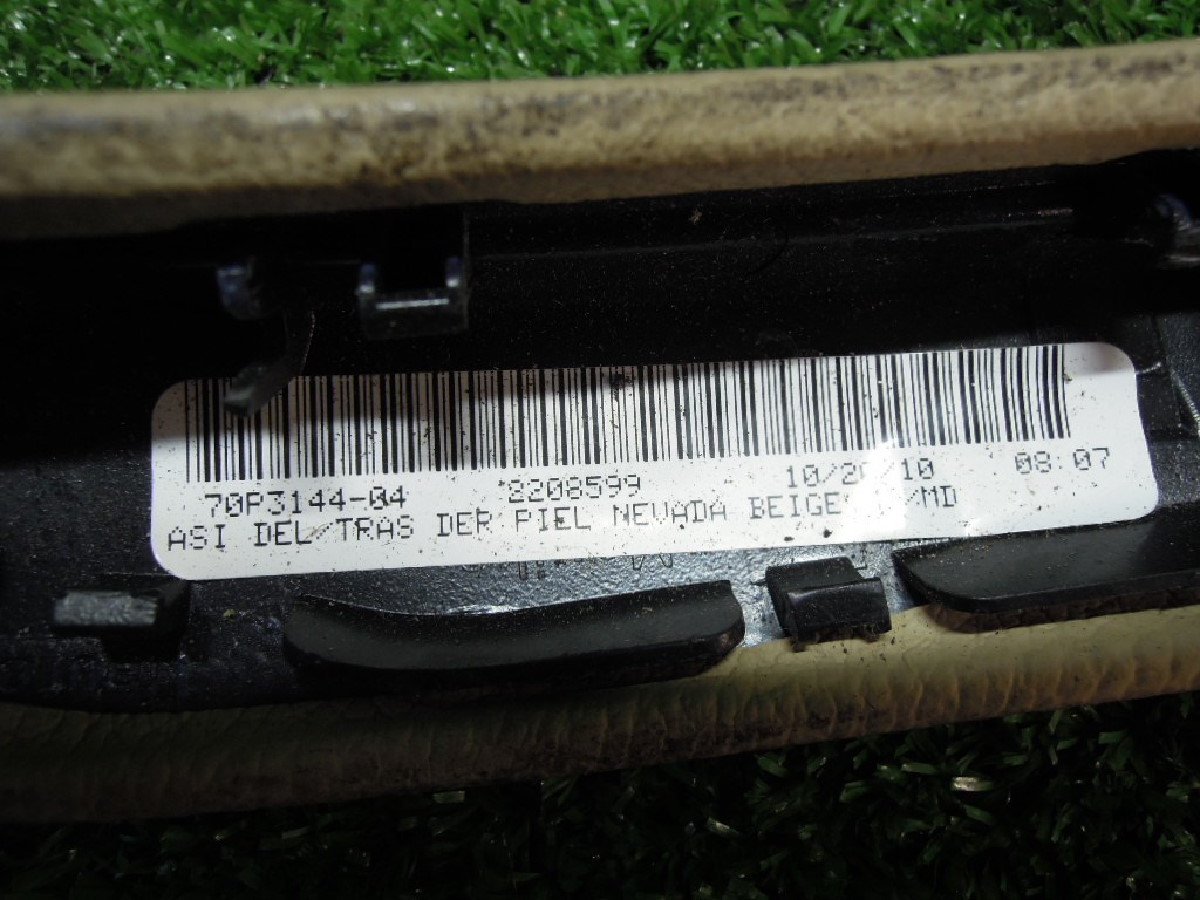 70P3144-04 2208599 08:07
ASI DEL/TRAS DER PIEL NEVADA BEIGE